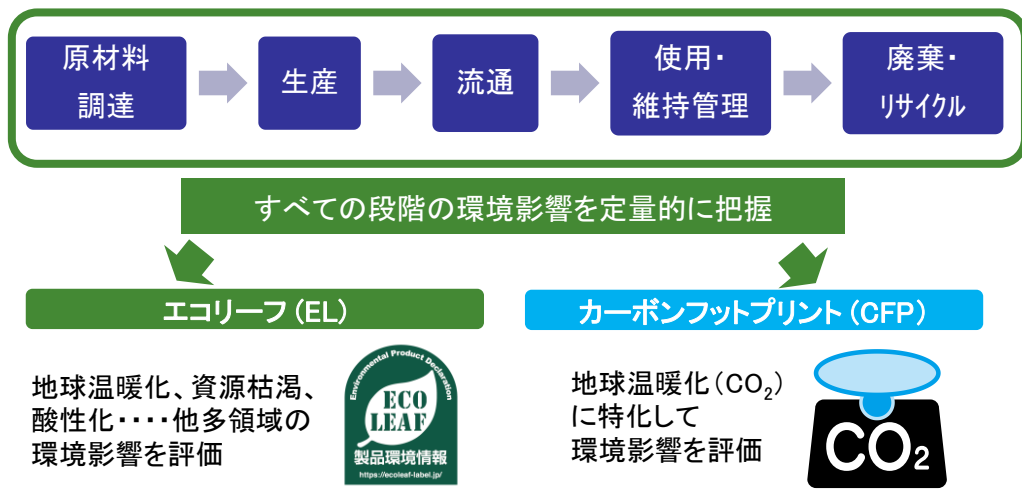 原材料
調達
生産
流通
使用・
維持管理
廃棄・
ﾘｻｲｸﾙ
すべての段階の環境影響を定量的に把握
エコリーフ(EL)
カーボンフットプリント(CFP)
地球温暖化、資源枯渇、
酸性化・・・・他多領域の
環境影響を評価
Environmental Product Declaration
ECO
LEAF
製品環境情報
https://ecoleaf-label.jp/
地球温暖化(CO₂)
に特化して
環境影響を評価
CO₂